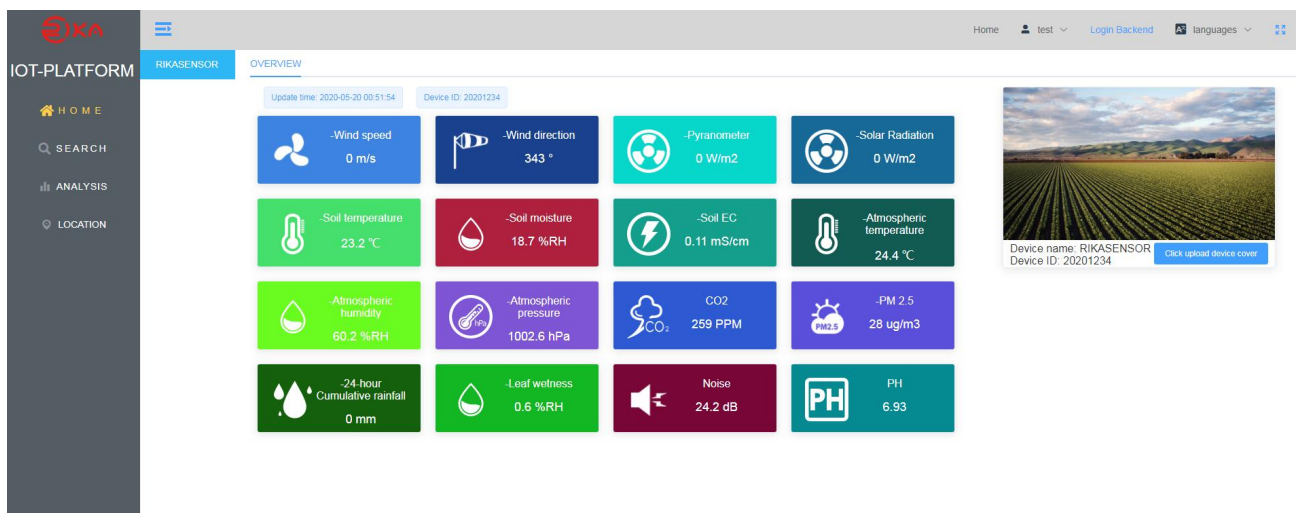 RIKA
Home test Login Backend languages
IOT-PLATFORM
RIKASENSOR OVERVIEW
HOME
SEARCH
ANALYSIS
LOCATION
Update time: 2020-05-20 00:51:54 Device ID: 20201234
-Wind speed
0 m/s
-Wind direction
343 °
-Pyranometer
0 W/m2
-Solar Radiation
0 W/m2
-Soil temperature
23.2 ℃
-Soil moisture
18.7 %RH
-Soil EC
0.11 mS/cm
-Atmospheric
temperature
24.4 ℃
-Atmospheric
humidity
60.2 %RH
hPa
-Atmospheric
pressure
1002.6 hPa
CO₂
CO2
259 PPM
PM2.5
-PM 2.5
28 ug/m3
-24-hour
Cumulative rainfall
0 mm
-Leaf wetness
0.6 %RH
Noise
24.2 dB
PH
PH
6.93
Device name: RIKASENSOR
Device ID: 20201234
Click upload device cover